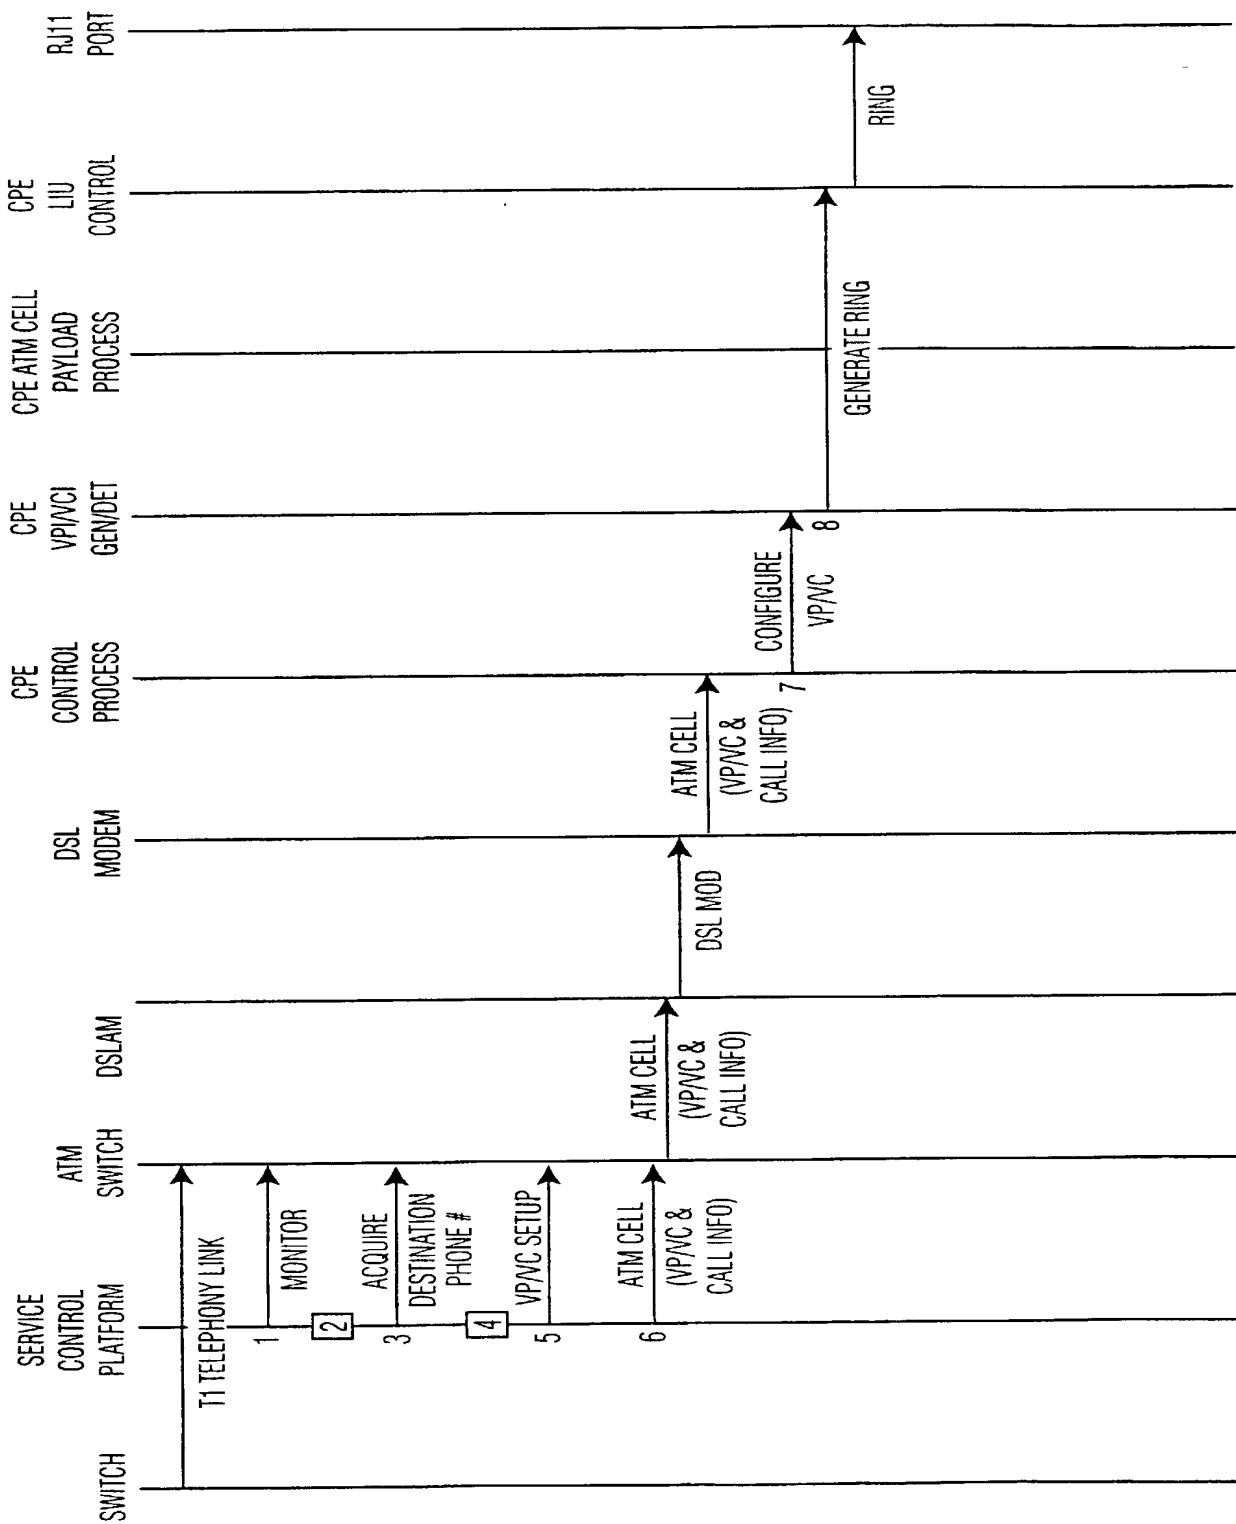 SWITCH
SERVICE
CONTROL
PLATFORM
ATM
SWITCH
DSLAM
DSL
MODEM
CPE
CONTROL
PROCESS
CPE
VPI/VCI
GEN/DET
CPE ATM CELL
PAYLOAD
PROCESS
CPE
LIU
CONTROL
RJ11
PORT
T1 TELEPHONY LINK
1
MONITOR
2
3
ACQUIRE
DESTINATION
PHONE #
4
5
VP/VC SETUP
6
ATM CELL
(VP/VC &
CALL INFO)
ATM CELL
(VP/VC &
CALL INFO)
DSL MOD
ATM CELL
(VP/VC &
CALL INFO)
7
CONFIGURE
VP/VC
8
GENERATE RING
RING